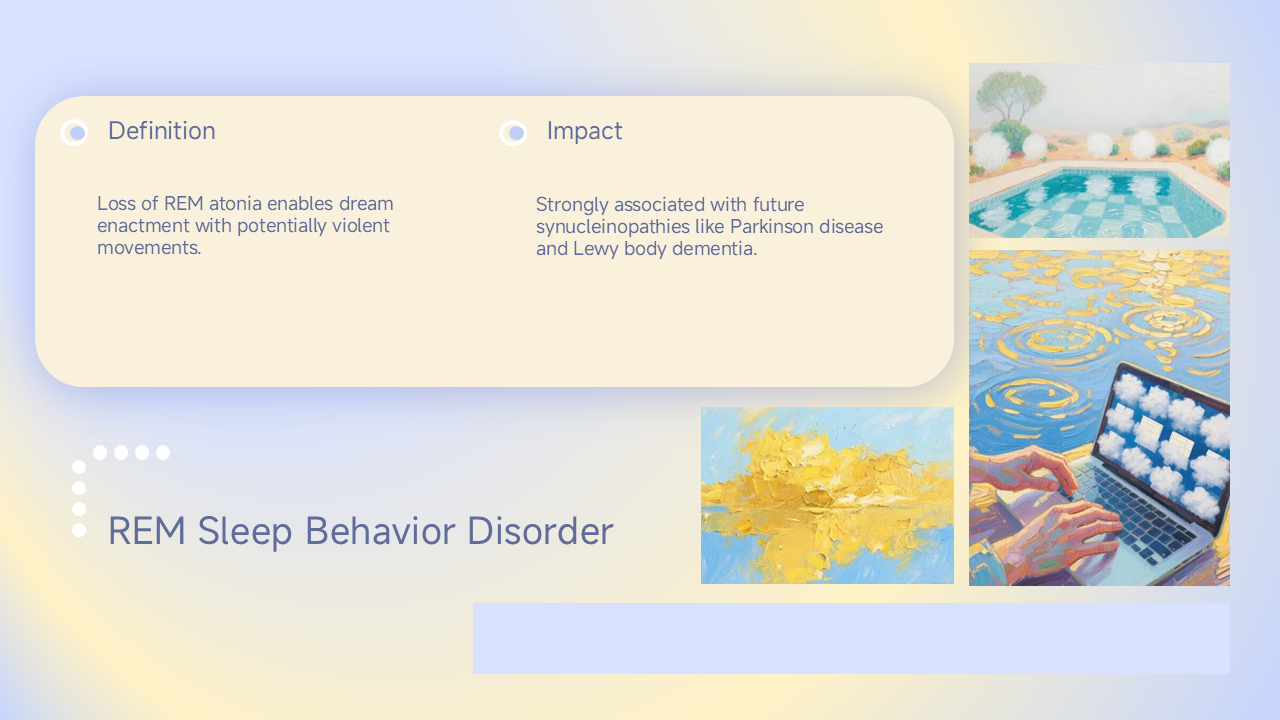 Definition
Loss of REM atonia enables dream
enactment with potentially violent
movements.
Impact
Strongly associated with future
synucleinopathies like Parkinson disease
and Lewy body dementia.
REM Sleep Behavior Disorder